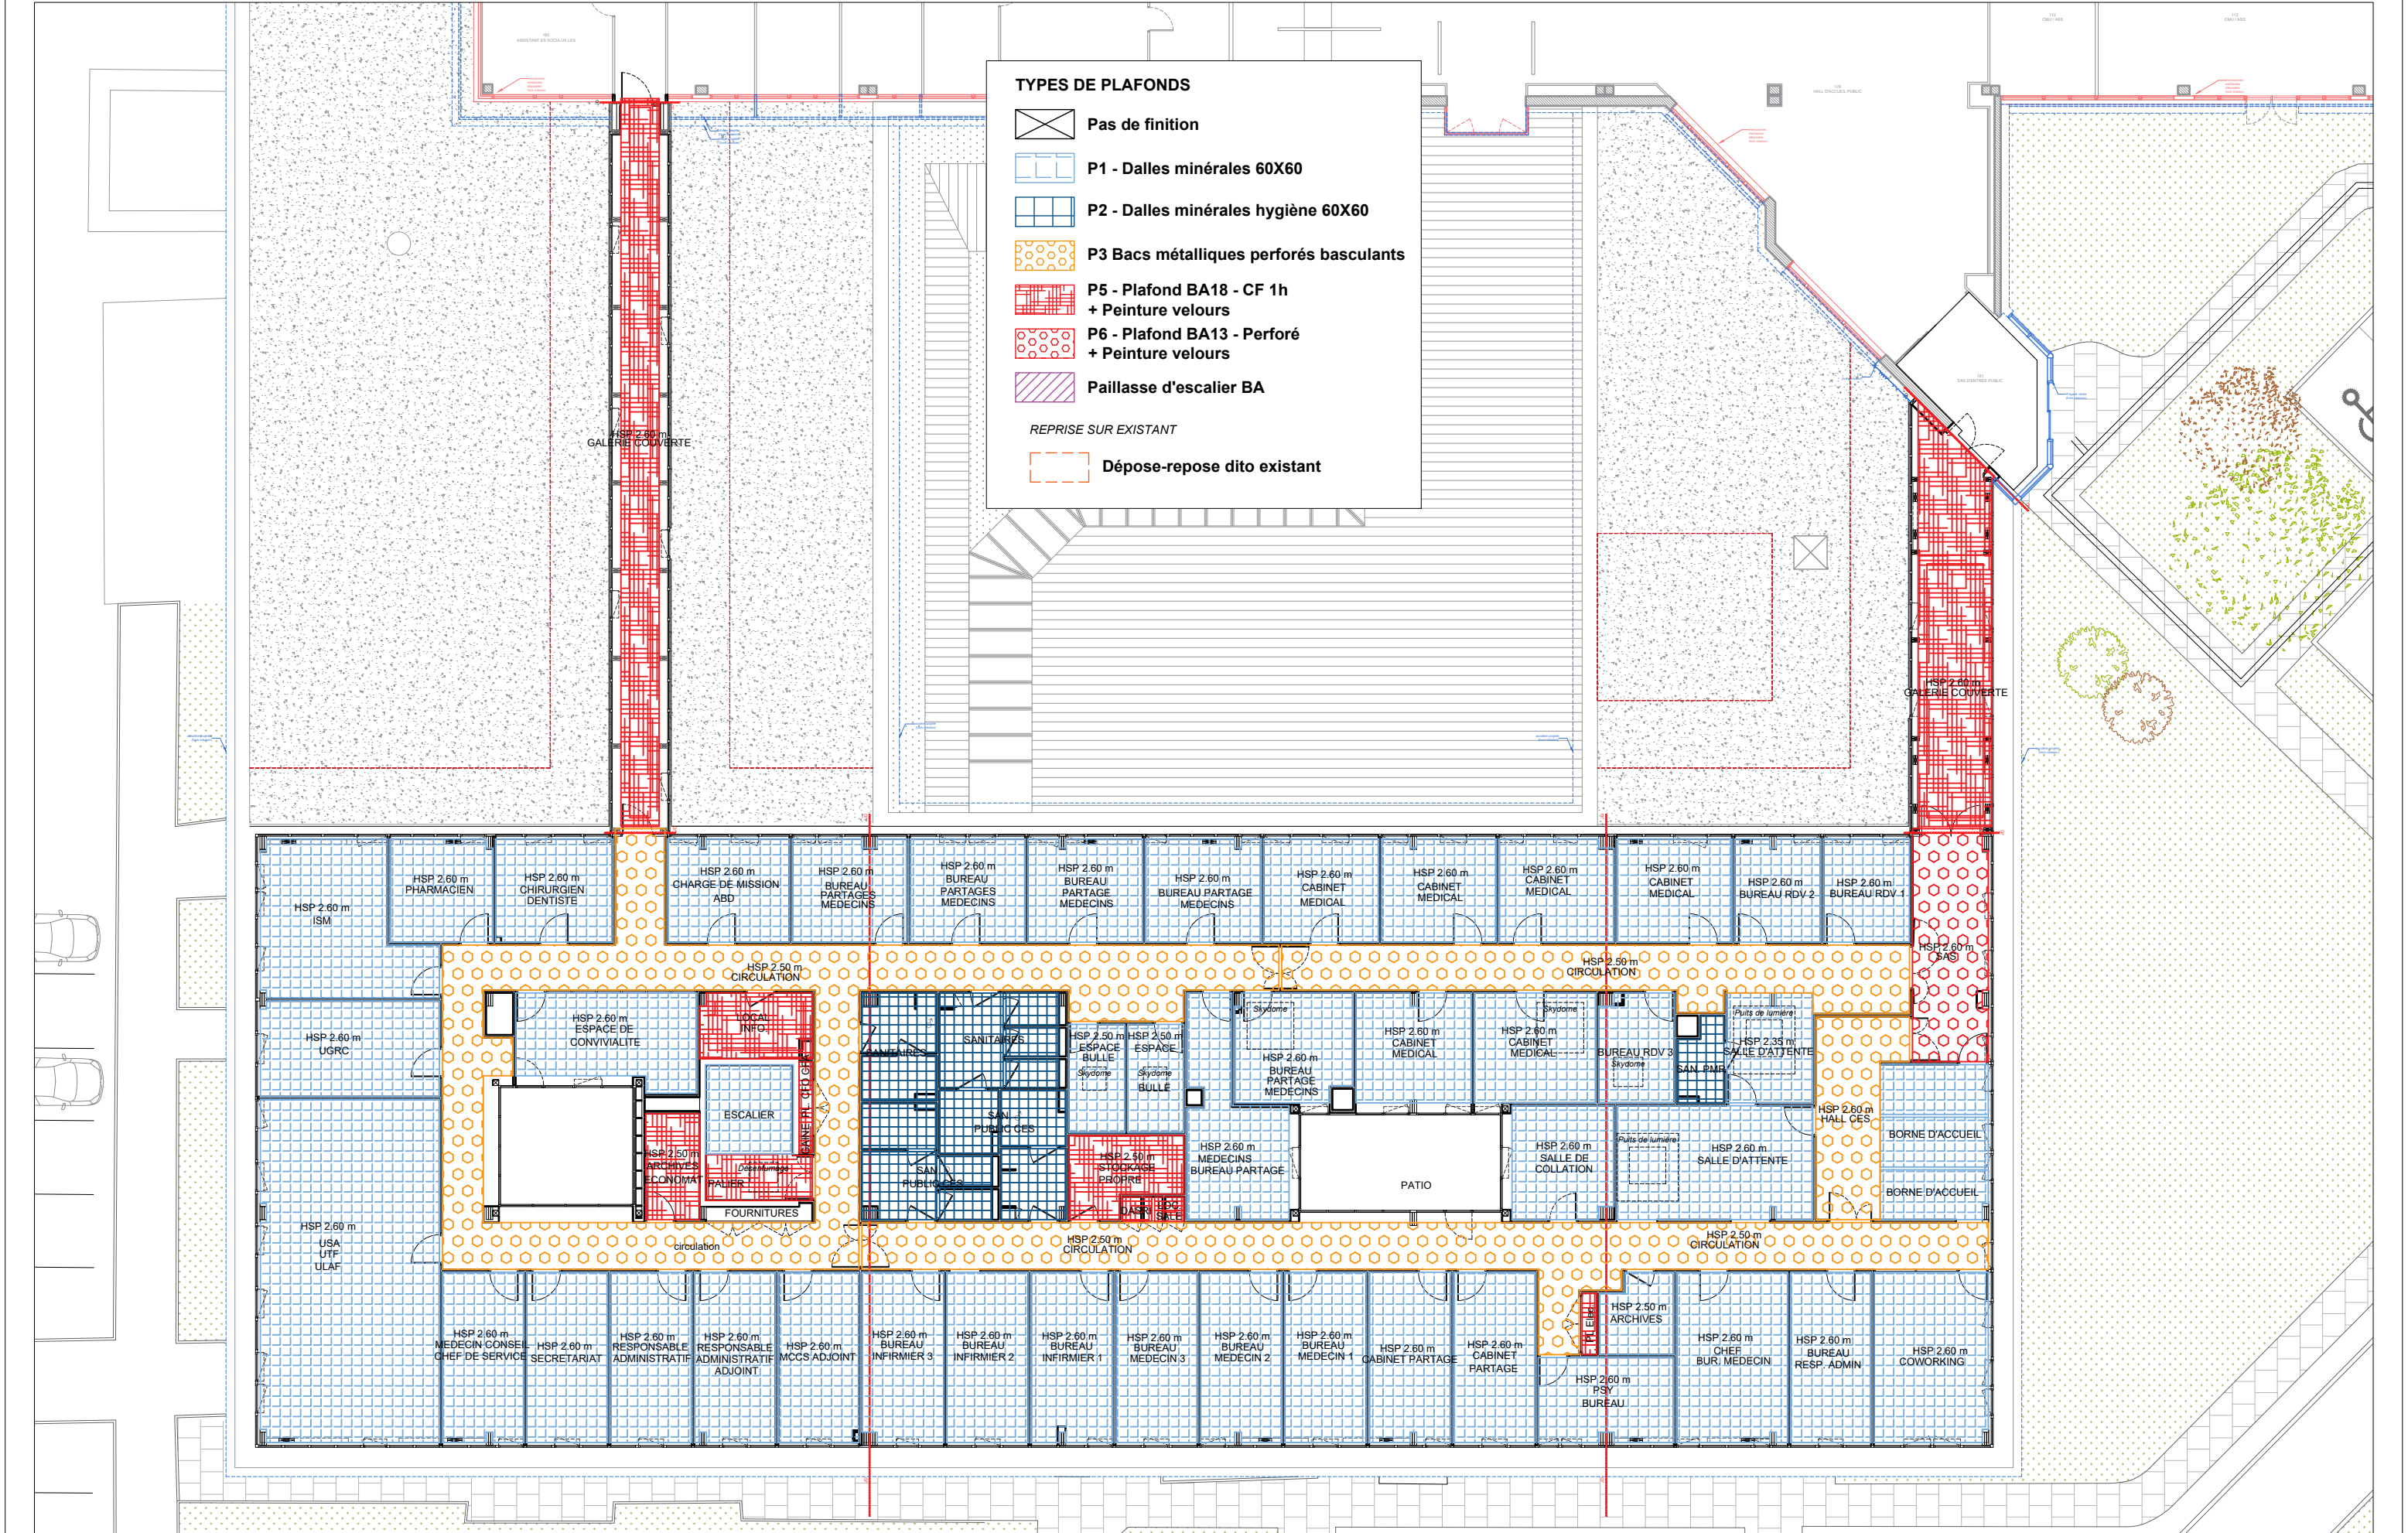 TYPES DE PLAFONDS
Pas de finition
P1 - Dalles minérales 60X60
P2 - Dalles minérales hygiène 60X60
P3 Bacs métalliques perforés basculants
P5 - Plafond BA18 - CF 1h
+ Peinture velours
P6 - Plafond BA13 - Perforé
+ Peinture velours
Paillasse d'escalier BA
REPRISE SUR EXISTANT
Dépose-repose dito existant
HSP 2.60 m
GALERIE COUVERTE
HSP 2.60 m
GALERIE COUVERTE
HSP 2.60 m
ISM
HSP 2.60 m
PHARMACIEN
HSP 2.60 m
CHIRURGIEN
DENTISTE
HSP 2.60 m
CHARGE DE MISSION
ABD
HSP 2.60 m
BUREAU
PARTAGES
MEDECINS
HSP 2.60 m
BUREAU
PARTAGES
MEDECINS
HSP 2.60 m
BUREAU
PARTAGE
MEDECINS
HSP 2.60 m
BUREAU PARTAGE
MEDECINS
HSP 2.60 m
CABINET
MEDICAL
HSP 2.60 m
CABINET
MEDICAL
HSP 2.60 m
CABINET
MEDICAL
HSP 2.60 m
CABINET
MEDICAL
HSP 2.60 m
BUREAU RDV 2
HSP 2.60 m
BUREAU RDV 1
HSP 2.60 m
SAS
HSP 2.50 m
CIRCULATION
HSP 2.50 m
CIRCULATION
HSP 2.60 m
UGRC
HSP 2.60 m
ESPACE DE
CONVIVIALITE
LOCAL
INFO.
SANITAIRES
SANITAIRES
HSP 2.50 m
ESPACE
BULLE
Skydome
HSP 2.50 m
ESPACE
Skydome
BULLE
Skydome
HSP 2.60 m
BUREAU
PARTAGE
MEDECINS
HSP 2.60 m
CABINET
MEDICAL
Skydome
HSP 2.60 m
CABINET
MEDICAL
BUREAU RDV 3
Skydome
SAN. PMR
Puits de lumière
HSP 2.35 m
SALLE D'ATTENTE
ESCALIER
GAINE PL. CFO CFA
SAN.
PUBLIC CES
SAN.
PUBLIC CES
HSP 2.60 m
HALL CES
BORNE D'ACCUEIL
BORNE D'ACCUEIL
HSP 2.50 m
ARCHIVES
ECONOMAT
Désenfumage
PALIER
FOURNITURES
HSP 2.50 m
STOCKAGE
PROPRE
DASRI
LOC.
SALE
HSP 2.60 m
MEDECINS
BUREAU PARTAGE
PATIO
HSP 2.60 m
SALLE DE
COLLATION
Puits de lumière
HSP 2.60 m
SALLE D'ATTENTE
HSP 2.60 m
USA
UTF
ULAF
circulation
HSP 2.50 m
CIRCULATION
HSP 2.50 m
CIRCULATION
HSP 2.60 m
MEDECIN CONSEIL
CHEF DE SERVICE
HSP 2.60 m
SECRETARIAT
HSP 2.60 m
RESPONSABLE
ADMINISTRATIF
HSP 2.60 m
RESPONSABLE
ADMINISTRATIF
ADJOINT
HSP 2.60 m
MCCS ADJOINT
HSP 2.60 m
BUREAU
INFIRMIER 3
HSP 2.60 m
BUREAU
INFIRMIER 2
HSP 2.60 m
BUREAU
INFIRMIER 1
HSP 2.60 m
BUREAU
MEDECIN 3
HSP 2.60 m
BUREAU
MEDECIN 2
HSP 2.60 m
BUREAU
MEDECIN 1
HSP 2.60 m
CABINET PARTAGE
HSP 2.60 m
CABINET
PARTAGE
PL Elec.
HSP 2.50 m
ARCHIVES
HSP 2.60 m
PSY
BUREAU
HSP 2.60 m
CHEF
BUR. MEDECIN
HSP 2.60 m
BUREAU
RESP. ADMIN
HSP 2.60 m
COWORKING